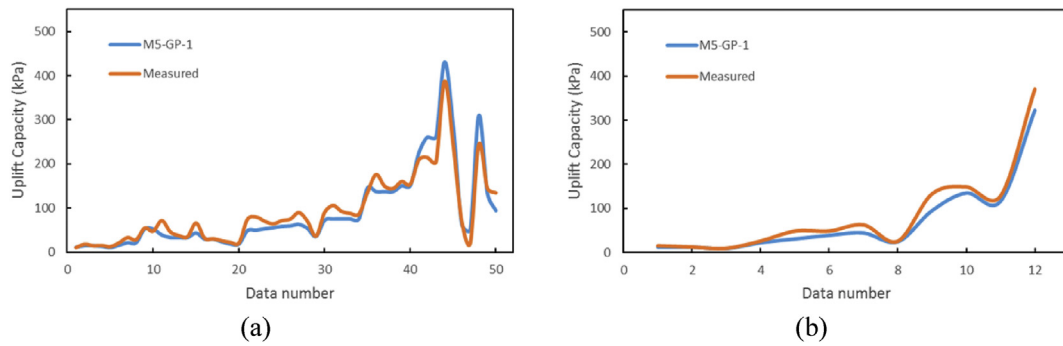 500
400
300
200
100
0
Uplift Capacity (kPa)
M5-GP-1
Measured
0 10 20 30 40 50
Data number
(a)
500
400
300
200
100
0
Uplift Capacity (kPa)
M5-GP-1
Measured
0 2 4 6 8 10 12
Data number
(b)